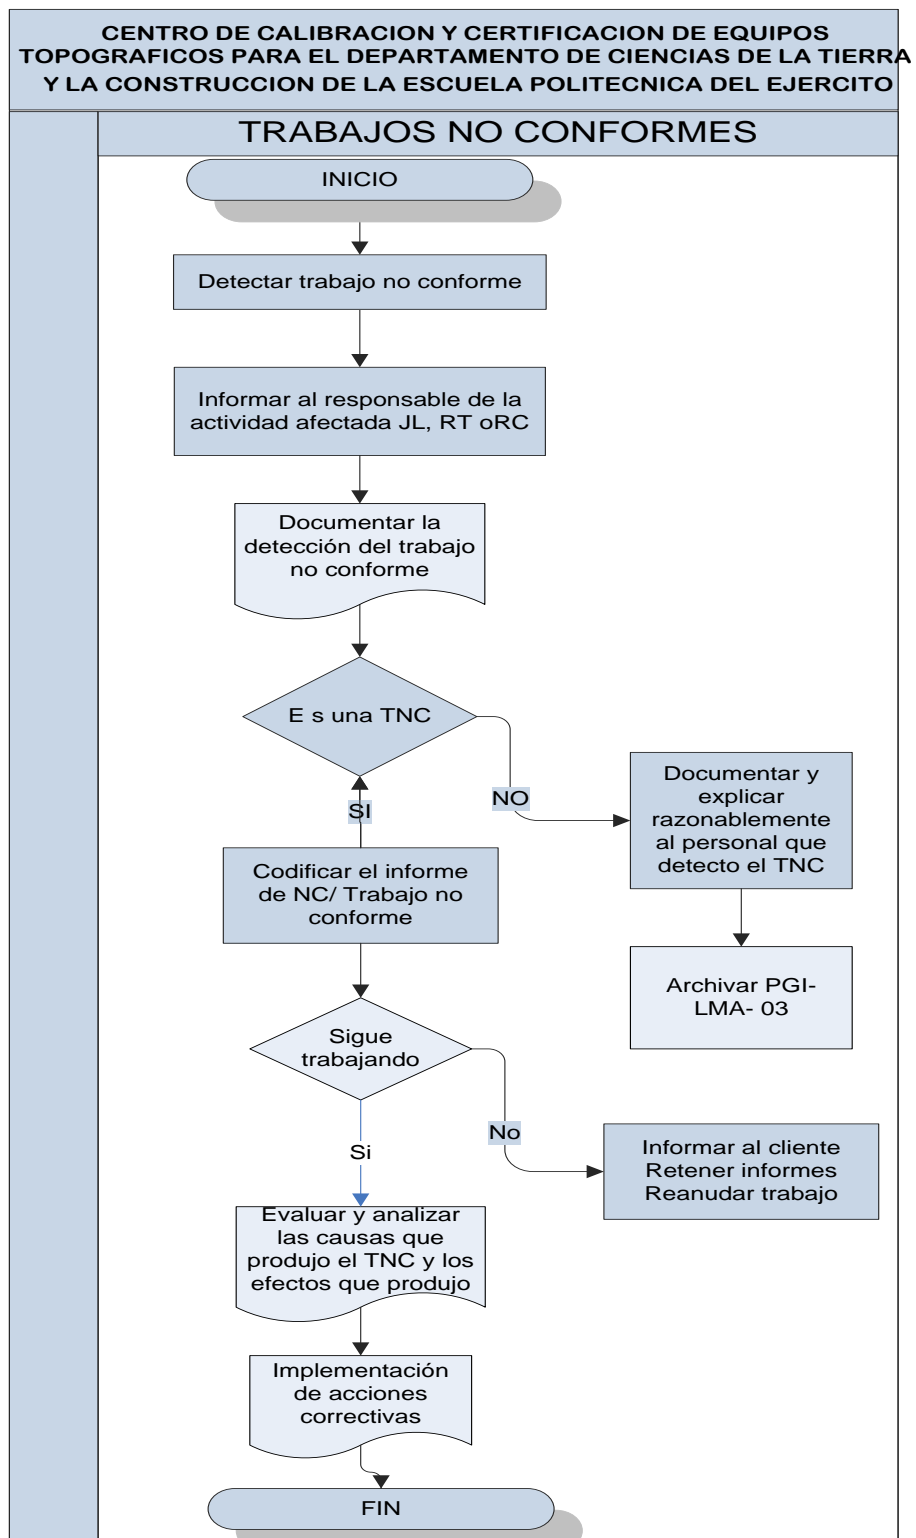 CENTRO DE CALIBRACION Y CERTIFICACION DE EQUIPOS
TOPOGRAFICOS PARA EL DEPARTAMENTO DE CIENCIAS DE LA TIERRA
Y LA CONSTRUCCION DE LA ESCUELA POLITECNICA DEL EJERCITO
TRABAJOS NO CONFORMES
INICIO
Detectar trabajo no conforme
Informar al responsable de la
actividad afectada JL, RT oRC
Documentar la
detección del trabajo
no conforme
E s una TNC
NO
Documentar y
explicar
razonablemente
al personal que
detecto el TNC
Archivar PGI-
LMA- 03
SI
Codificar el informe
de NC/ Trabajo no
conforme
Sigue
trabajando
No
Informar al cliente
Retener informes
Reanudar trabajo
Si
Evaluar y analizar
las causas que
produjo el TNC y los
efectos que produjo
Implementación
de acciones
correctivas
FIN